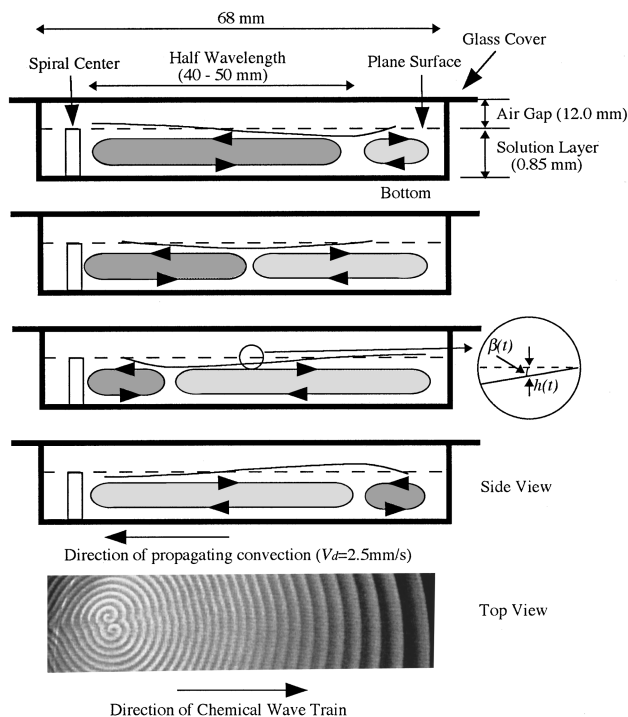 68 mm
Glass Cover
Spiral Center
Half Wavelength
(40 - 50 mm)
Plane Surface
Air Gap (12.0 mm)
Solution Layer
(0.85 mm)
Bottom
β(t)
h(t)
Side View
Direction of propagating convection (Vd=2.5mm/s)
Top View
Direction of Chemical Wave Train